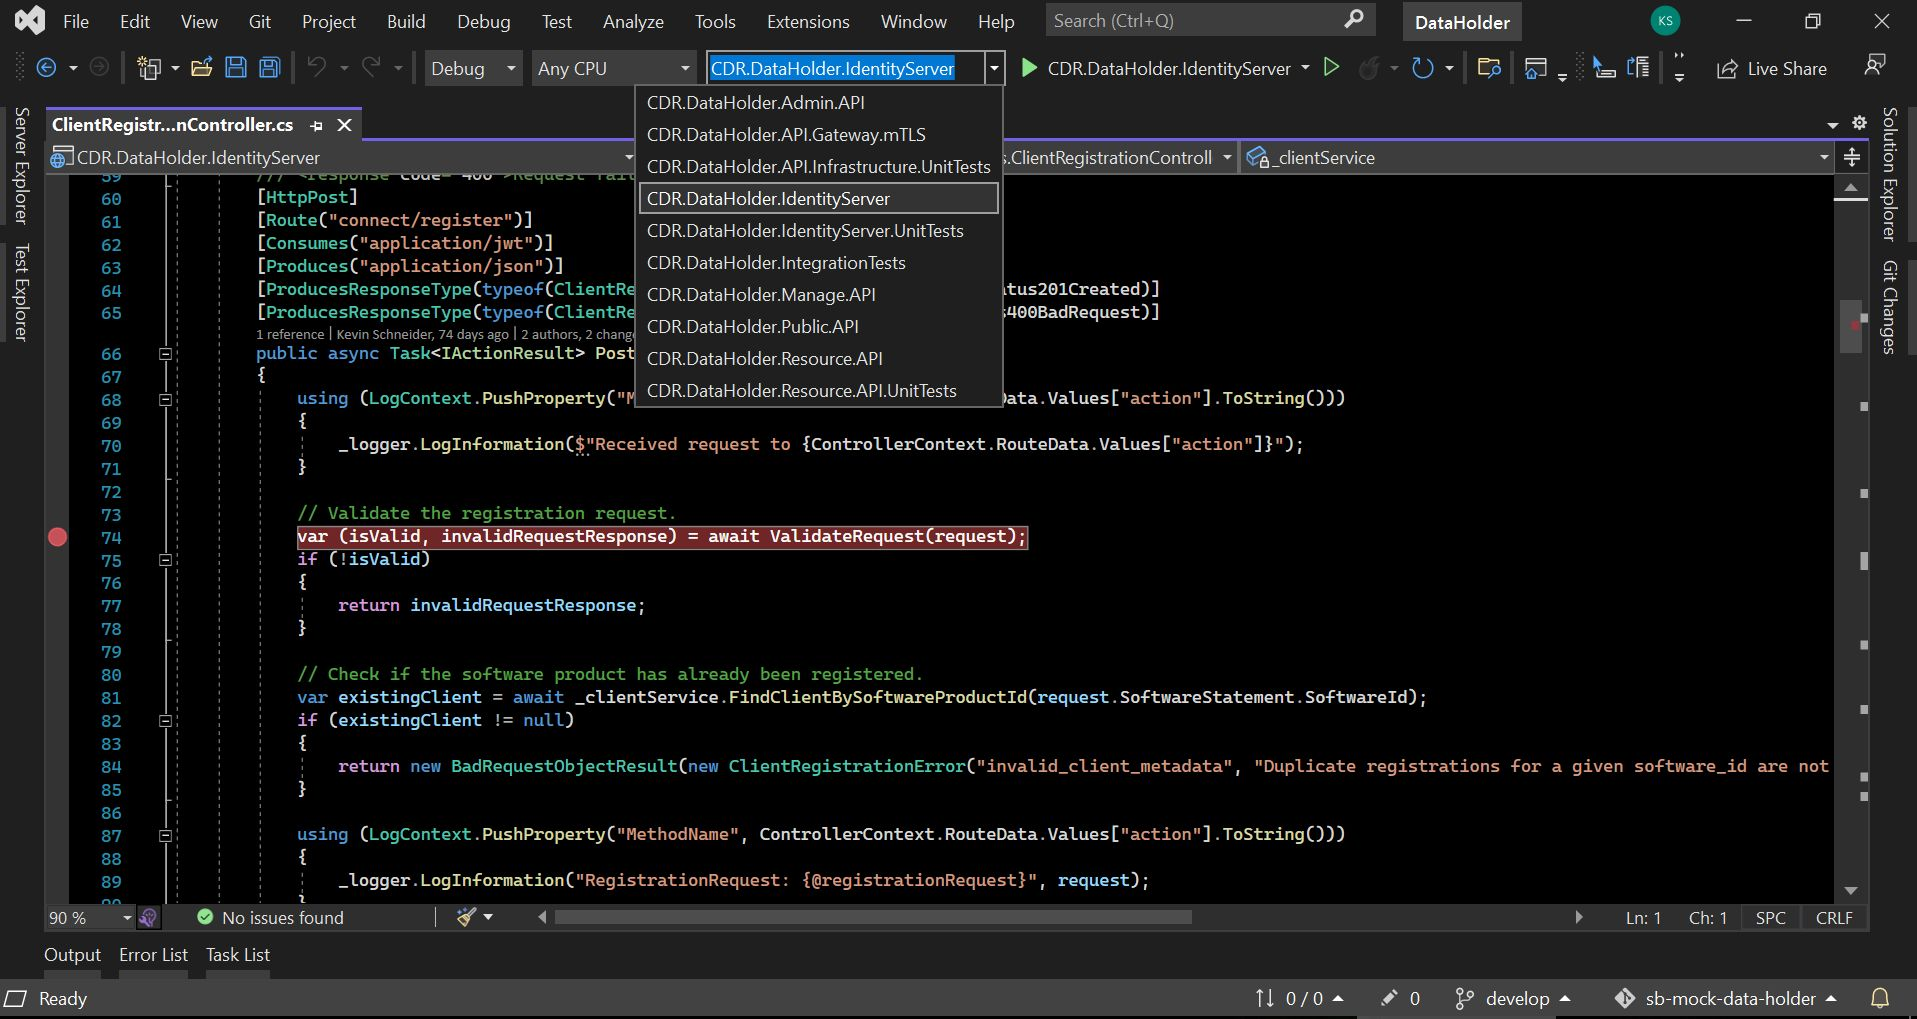 File Edit View Git Project Build Debug Test Analyze Tools Extensions Window Help Search (Ctrl+Q) DataHolder KS
Debug Any CPU CDR.DataHolder.IdentityServer CDR.DataHolder.IdentityServer Live Share
Server Explorer
Test Explorer
ClientRegistr...nController.cs
CDR.DataHolder.IdentityServer s.ClientRegistrationControll _clientService
CDR.DataHolder.Admin.API
CDR.DataHolder.API.Gateway.mTLS
CDR.DataHolder.API.Infrastructure.UnitTests
CDR.DataHolder.IdentityServer
CDR.DataHolder.IdentityServer.UnitTests
CDR.DataHolder.IntegrationTests
CDR.DataHolder.Manage.API
CDR.DataHolder.Public.API
CDR.DataHolder.Resource.API
CDR.DataHolder.Resource.API.UnitTests
59 /// <response code="400">Request fai
60 [HttpPost]
61 [Route("connect/register")]
62 [Consumes("application/jwt")]
63 [Produces("application/json")]
64 [ProducesResponseType(typeof(ClientRe tus201Created)]
65 [ProducesResponseType(typeof(ClientRe s400BadRequest)]
1 reference | Kevin Schneider, 74 days ago | 2 authors, 2 change
66 public async Task<IActionResult> Post
67 {
68 using (LogContext.PushProperty("M Data.Values["action"].ToString()))
69 {
70 _logger.LogInformation($"Received request to {ControllerContext.RouteData.Values["action"]}");
71 }
72
73 // Validate the registration request.
74 var (isValid, invalidRequestResponse) = await ValidateRequest(request);
75 if (!isValid)
76 {
77 return invalidRequestResponse;
78 }
79
80 // Check if the software product has already been registered.
81 var existingClient = await _clientService.FindClientBySoftwareProductId(request.SoftwareStatement.SoftwareId);
82 if (existingClient != null)
83 {
84 return new BadRequestObjectResult(new ClientRegistrationError("invalid_client_metadata", "Duplicate registrations for a given software_id are not
85 }
86
87 using (LogContext.PushProperty("MethodName", ControllerContext.RouteData.Values["action"].ToString()))
88 {
89 _logger.LogInformation("RegistrationRequest: {@registrationRequest}", request);
90 }
Solution Explorer
Git Changes
90 % No issues found Ln: 1 Ch: 1 SPC CRLF
Output Error List Task List
Ready 0 / 0 0 develop sb-mock-data-holder